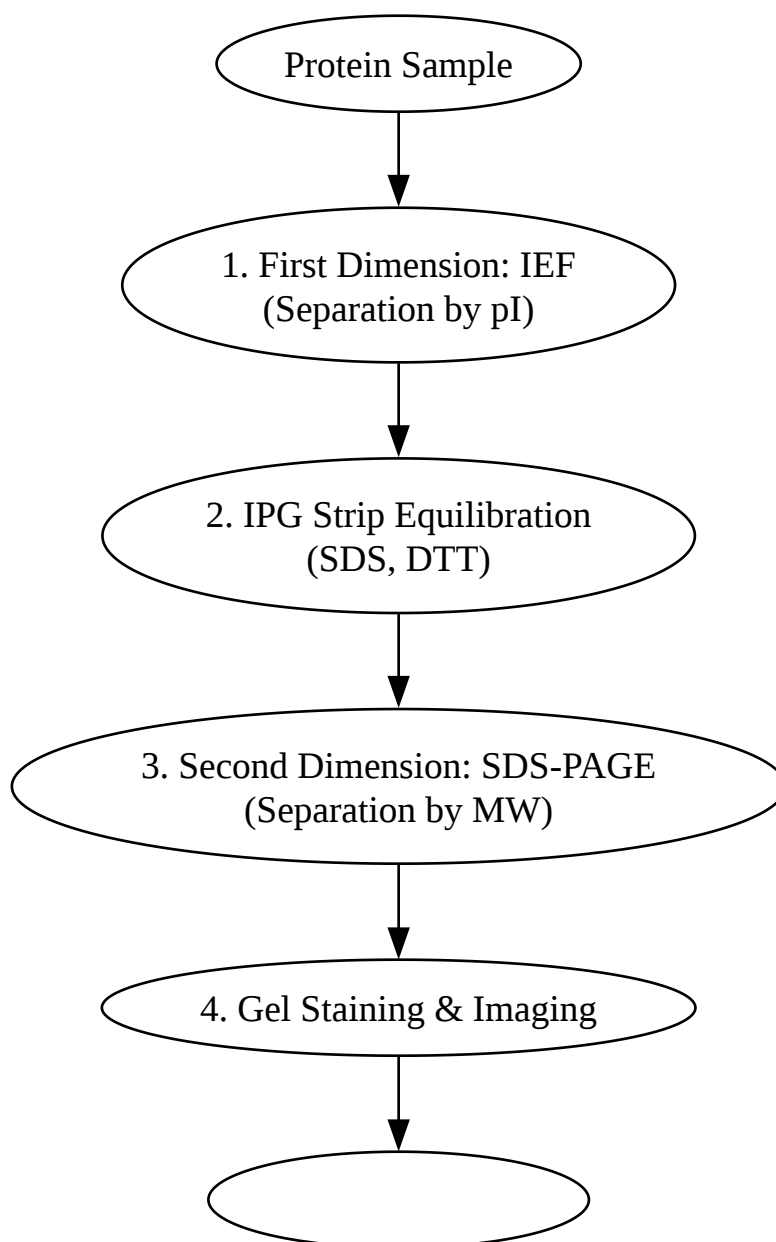 Protein Sample
1. First Dimension: IEF
(Separation by pI)
2. IPG Strip Equilibration
(SDS, DTT)
3. Second Dimension: SDS-PAGE
(Separation by MW)
4. Gel Staining & Imaging